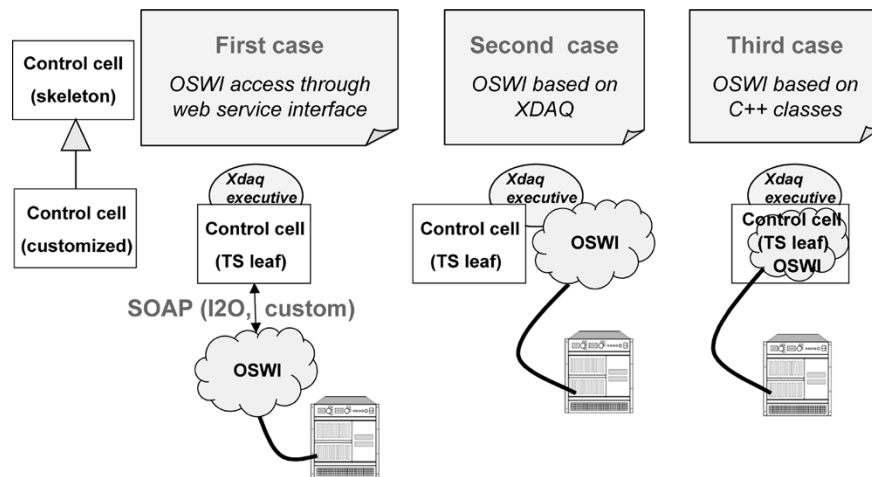 Control cell
(skeleton)
Control cell
(customized)
First case
OSWI access through
web service interface
Xdaq
executive
Control cell
(TS leaf)
SOAP (I2O, custom)
OSWI
Second case
OSWI based on
XDAQ
Xdaq
executive
Control cell
(TS leaf)
OSWI
Third case
OSWI based on
C++ classes
Xdaq
executive
Control cell
(TS leaf)
OSWI